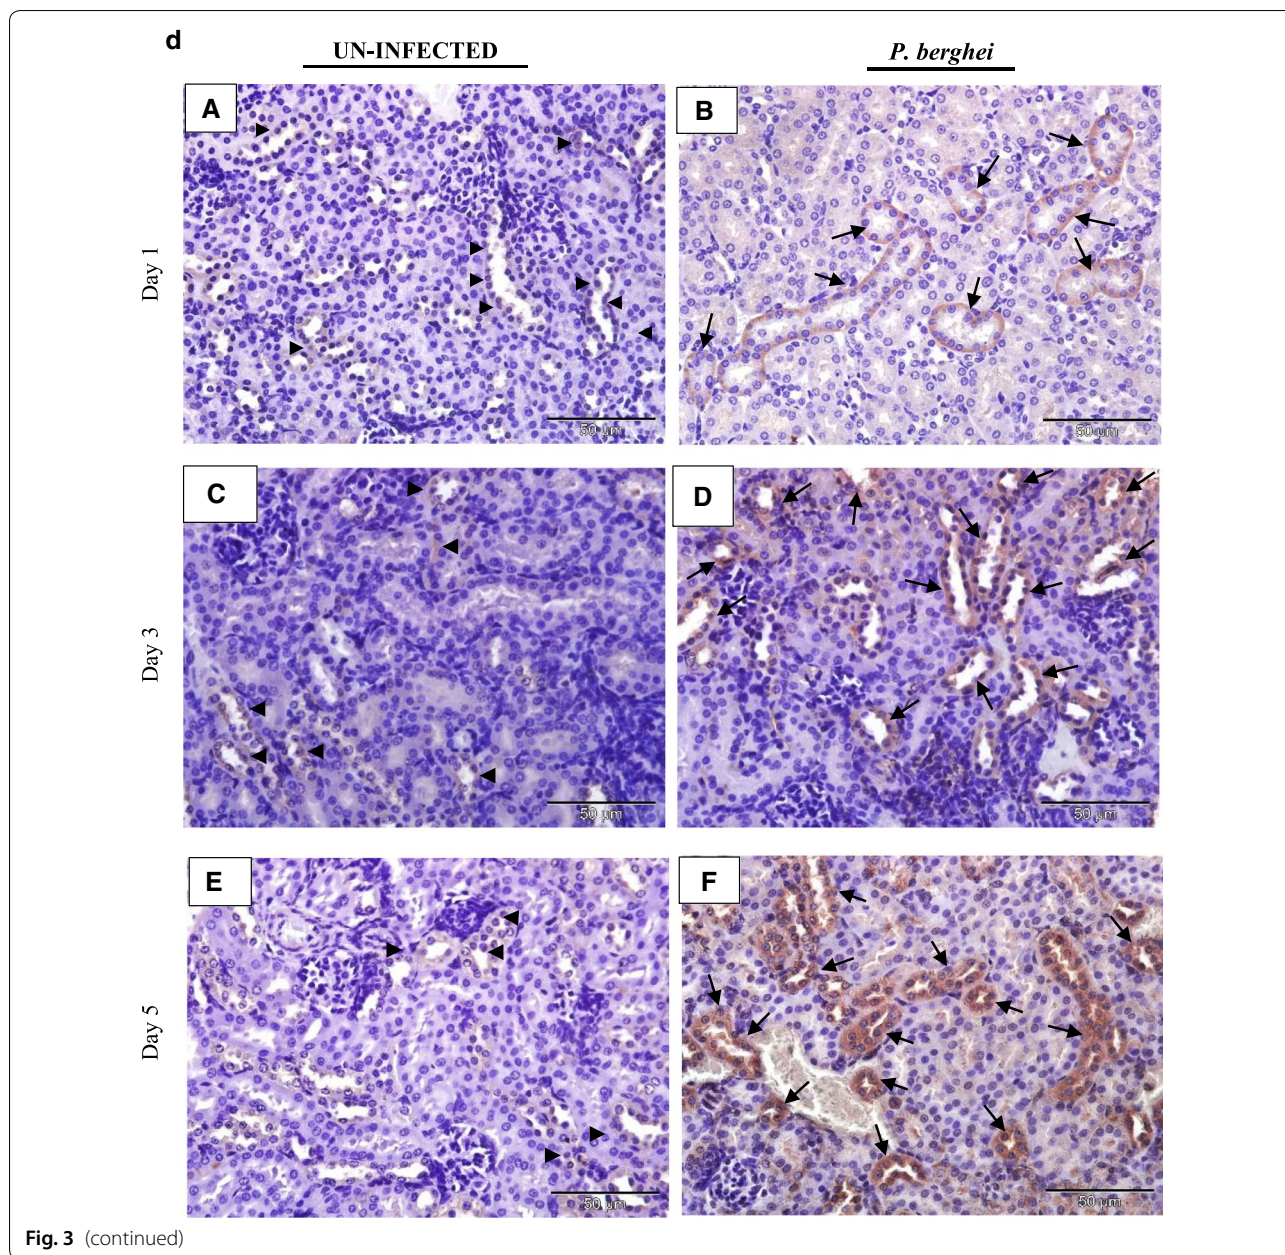 d
UN-INFECTED
P. berghei
A
B
Day 1
50 µm
50 µm
C
D
Day 3
50 µm
50 µm
E
F
Day 5
50 µm
50 µm
Fig. 3 (continued)